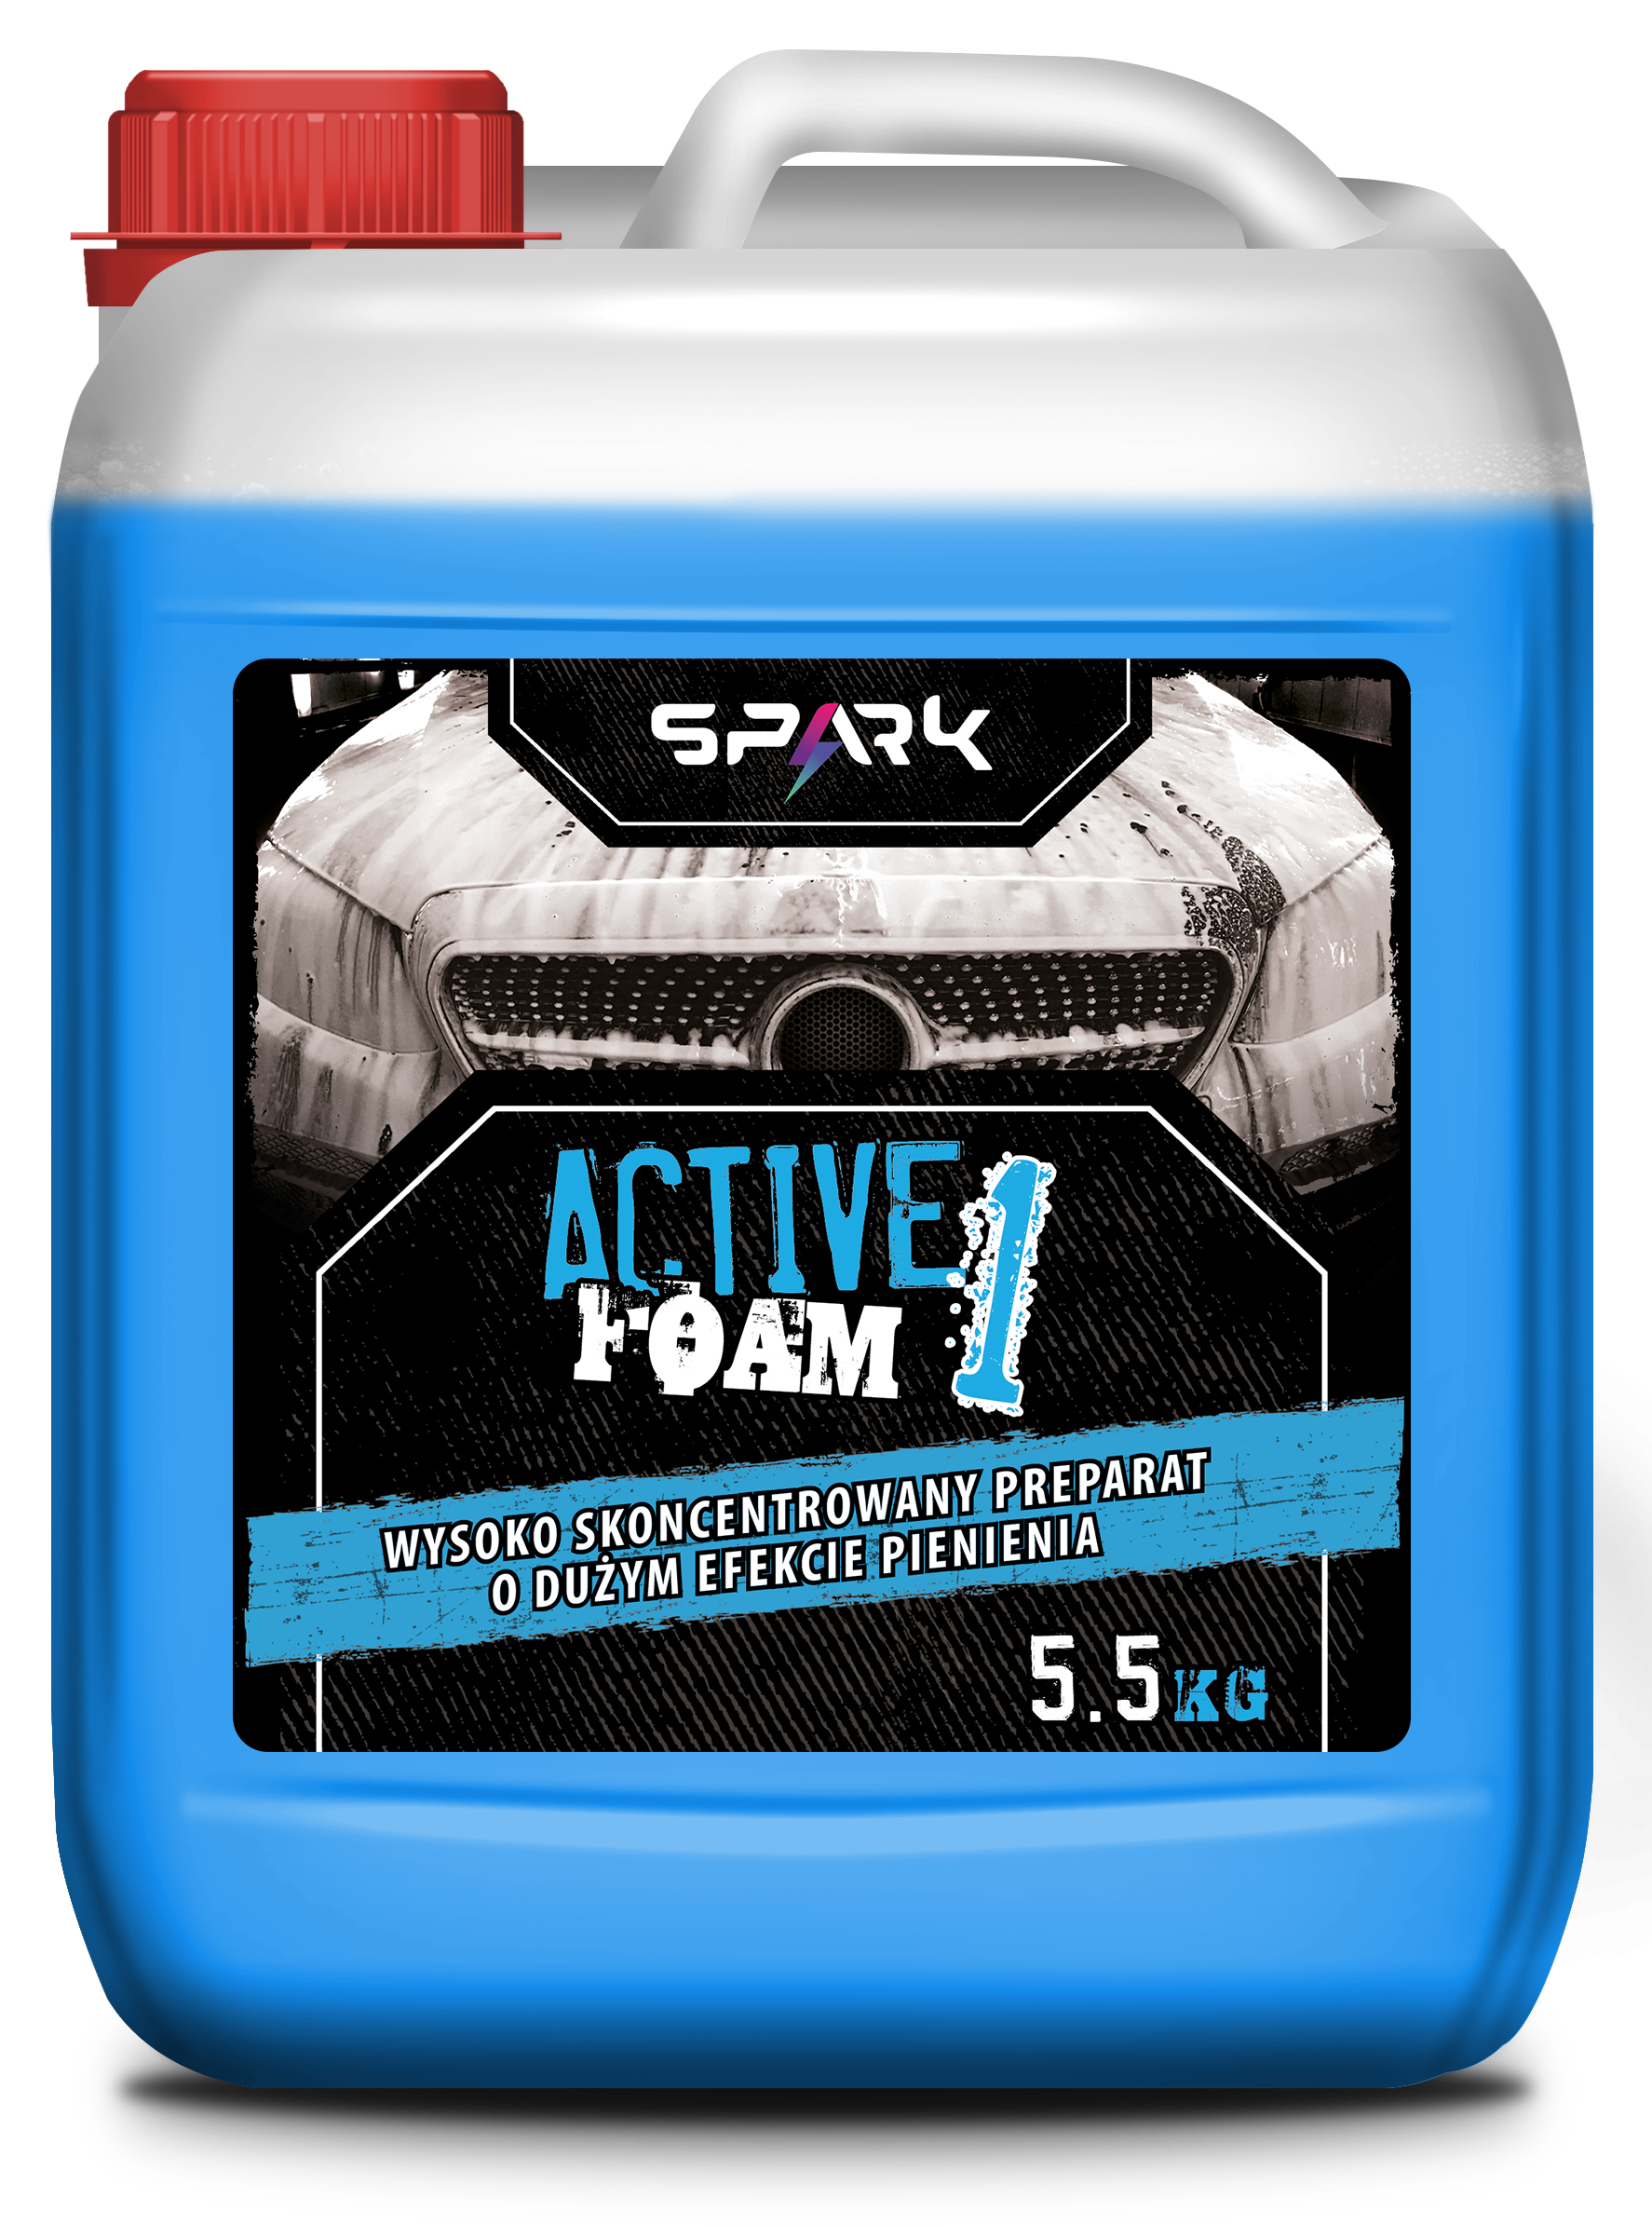 SPARK
ACTIVE 1
FOAM
WYSOKO SKONCENTROWANY PREPARAT
O DUŻYM EFEKCIE PIENIENIA
5.5 KG